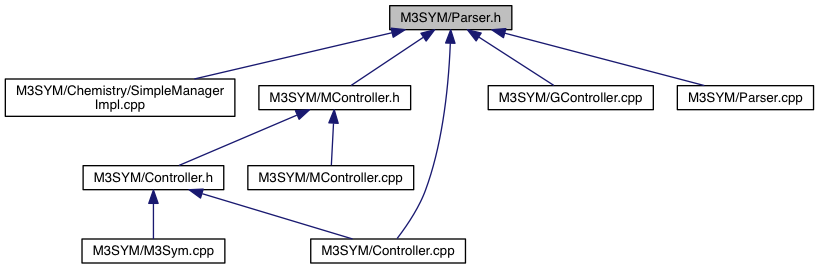 M3SYM/Parser.h
M3SYM/Chemistry/SimpleManager
Impl.cpp
M3SYM/MController.h
M3SYM/GController.cpp
M3SYM/Parser.cpp
M3SYM/Controller.h
M3SYM/MController.cpp
M3SYM/M3Sym.cpp
M3SYM/Controller.cpp